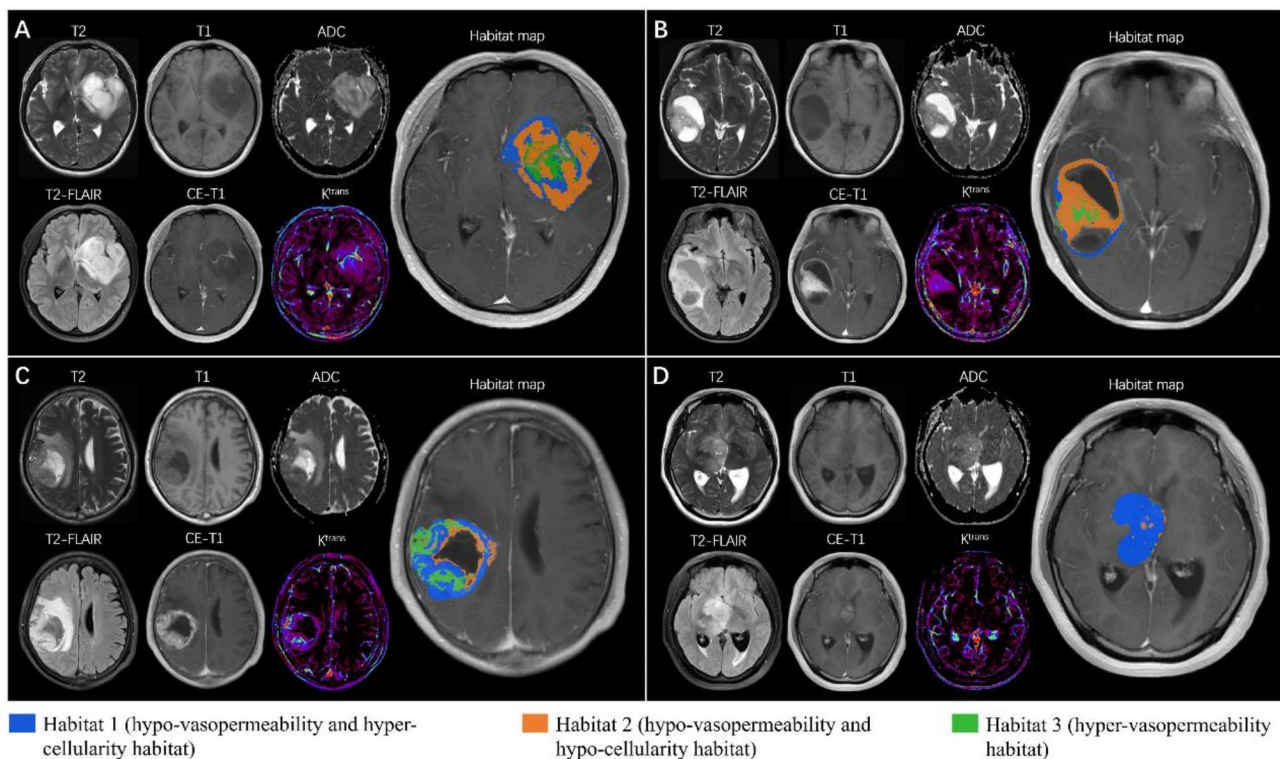 A
T2
T1
ADC
Habitat map
T2-FLAIR
CE-T1
Ktrans
B
T2
T1
ADC
Habitat map
T2-FLAIR
CE-T1
Ktrans
C
T2
T1
ADC
Habitat map
T2-FLAIR
CE-T1
Ktrans
D
T2
T1
ADC
Habitat map
T2-FLAIR
CE-T1
Ktrans
Habitat 1 (hypo-vasopermeability and hyper-
cellularity habitat)
Habitat 2 (hypo-vasopermeability and
hypo-cellularity habitat)
Habitat 3 (hyper-vasopermeability
habitat)